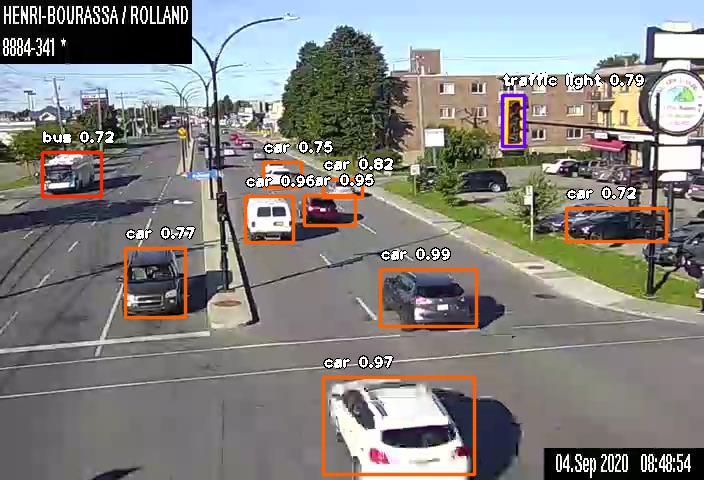 HENRI-BOURASSA / ROLLAND
8884-341 *
traffic light 0.79
bus 0.72
car 0.75
car 0.82
car 0.96
ar 0.95
car 0.72
car 0.77
car 0.99
car 0.97
04.Sep 2020 08:48:54